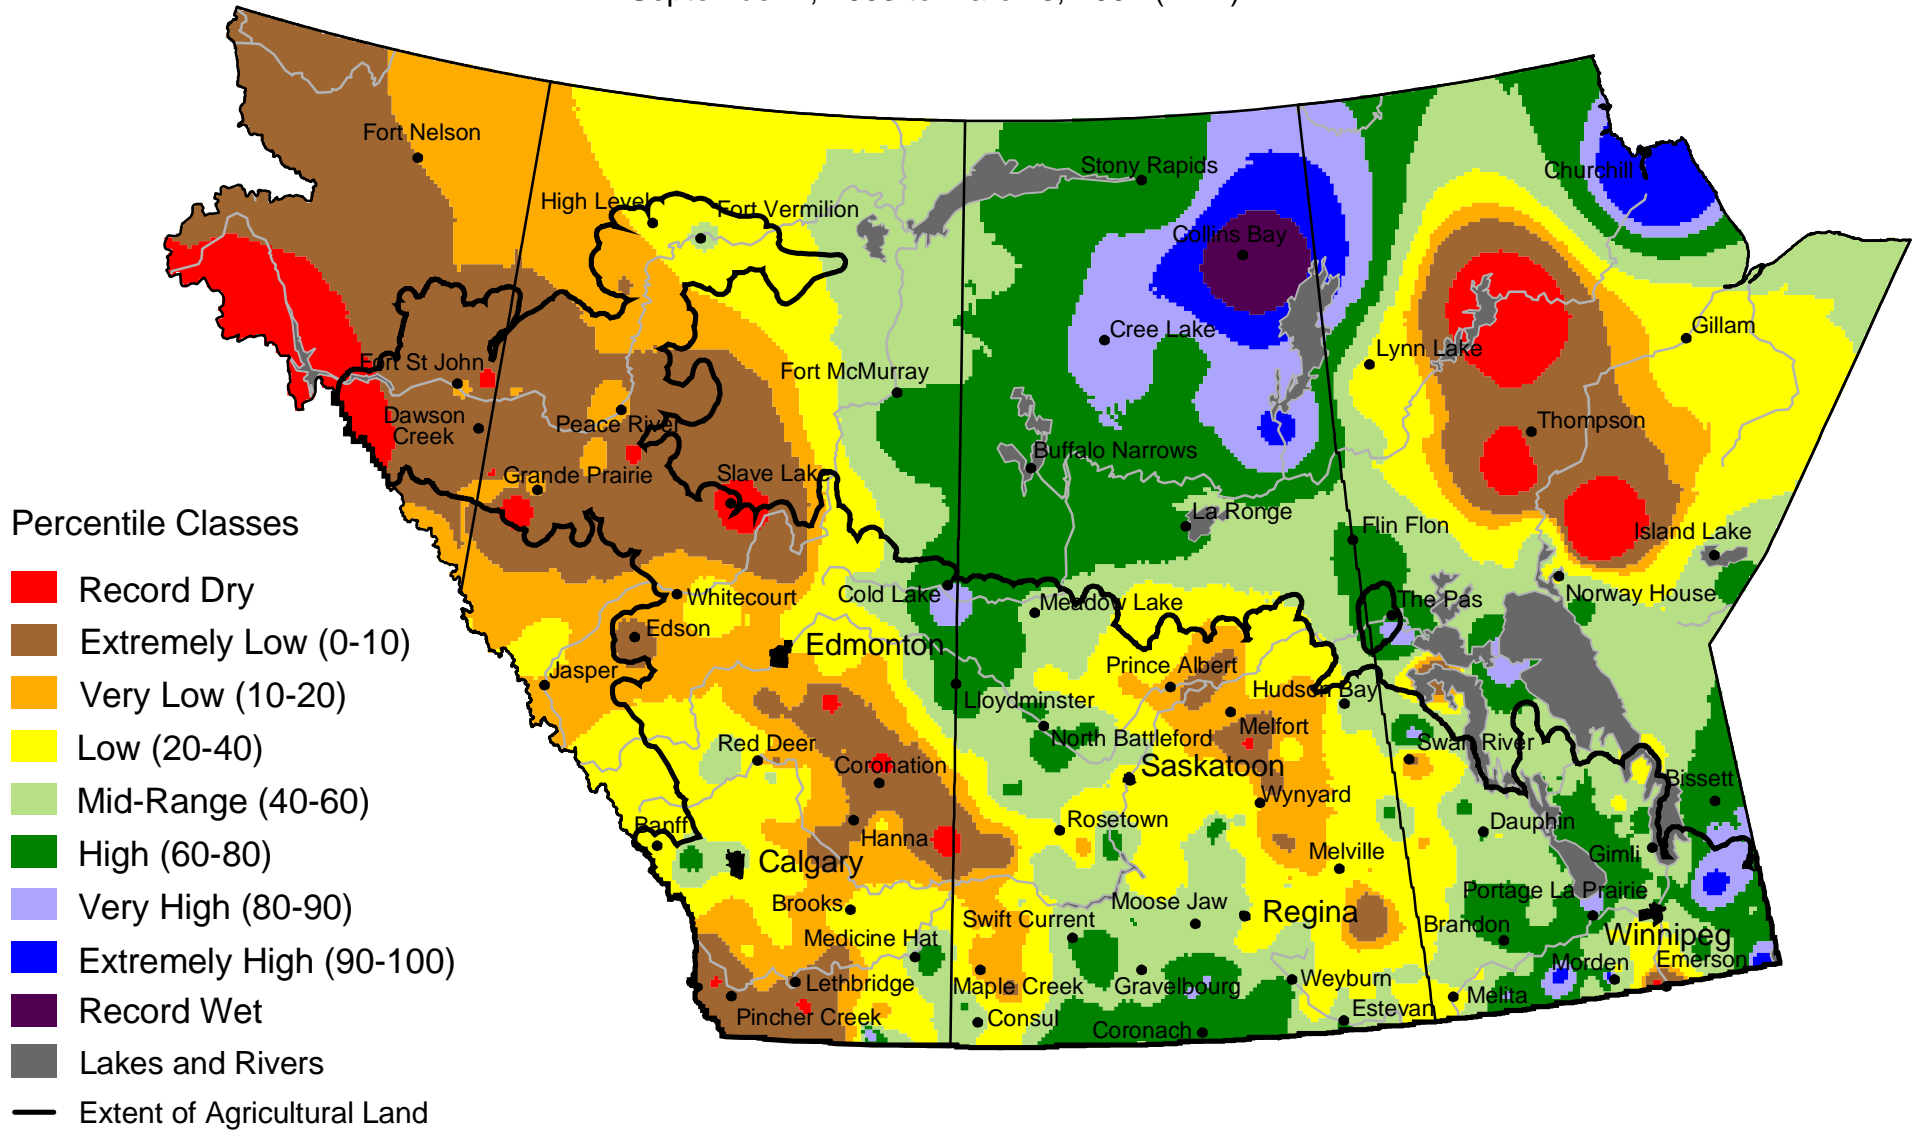 Fort Nelson
Stony Rapids
Churchill
High Level
Fort Vermilion
Collins Bay
Cree Lake
Gillam
Lynn Lake
Fort St John
Fort McMurray
Dawson
Creek
Peace River
Thompson
Buffalo Narrows
Grande Prairie
Slave Lake
La Ronge
Flin Flon
Island Lake
Percentile Classes
Record Dry
Extremely Low (0-10)
Very Low (10-20)
Low (20-40)
Mid-Range (40-60)
High (60-80)
Very High (80-90)
Extremely High (90-100)
Record Wet
Lakes and Rivers
Extent of Agricultural Land
Whitecourt
Cold Lake
Meadow Lake
The Pas
Norway House
Edson
Edmonton
Jasper
Prince Albert
Hudson Bay
Lloydminster
Melfort
North Battleford
Red Deer
Swan River
Coronation
Saskatoon
Bissett
Wynyard
Banff
Hanna
Rosetown
Dauphin
Calgary
Melville
Gimli
Portage La Prairie
Brooks
Moose Jaw
Regina
Swift Current
Brandon
Medicine Hat
Winnipeg
Morden
Emerson
Lethbridge
Maple Creek
Gravelbourg
Weyburn
Melita
Pincher Creek
Consul
Coronach
Estevan